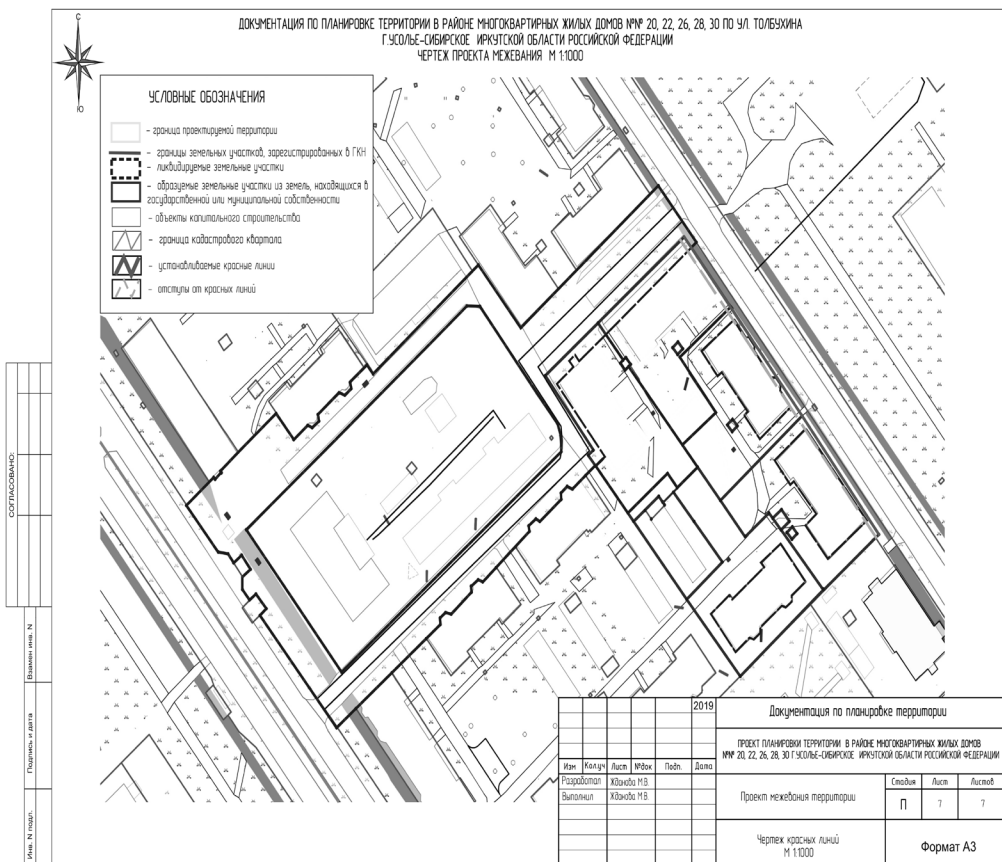 С
Ю
ДОКУМЕНТАЦИЯ ПО ПЛАНИРОВКЕ ТЕРРИТОРИИ В РАЙОНЕ МНОГОКВАРТИРНЫХ ЖИЛЫХ ДОМОВ №№ 20, 22, 26, 28, 30 ПО УЛ. ТОЛБУХИНА
Г.УСОЛЬЕ-СИБИРСКОЕ ИРКУТСКОЙ ОБЛАСТИ РОССИЙСКОЙ ФЕДЕРАЦИИ
ЧЕРТЕЖ ПРОЕКТА МЕЖЕВАНИЯ М 1:1000
УСЛОВНЫЕ ОБОЗНАЧЕНИЯ
- граница проектируемой территории
- границы земельных участков, зарегистрированных в ГКН
- ликвидируемые земельные участки
- образуемые земельные участки из земель, находящихся в
государственной или муниципальной собственности
- объекты капитального строительства
- граница кадастрового квартала
- устанавливаемые красные линии
- отступы от красных линий
СОГЛАСОВАНО:
Взамен инв. N
Подпись и дата
Инв. N подл.
2019
Изм Кол.уч Лист №док Подп. Дата
Разработал Жданова М.В.
Выполнил Жданова М.В.
Документация по планировке территории
ПРОЕКТ ПЛАНИРОВКИ ТЕРРИТОРИИ В РАЙОНЕ МНОГОКВАРТИРНЫХ ЖИЛЫХ ДОМОВ
№№ 20, 22, 26, 28, 30 Г.УСОЛЬЕ-СИБИРСКОЕ ИРКУТСКОЙ ОБЛАСТИ РОССИЙСКОЙ ФЕДЕРАЦИИ
Проект межевания территории
Стадия Лист Листов
П 7 7
Чертеж красных линий
М 1:1000
Формат А3